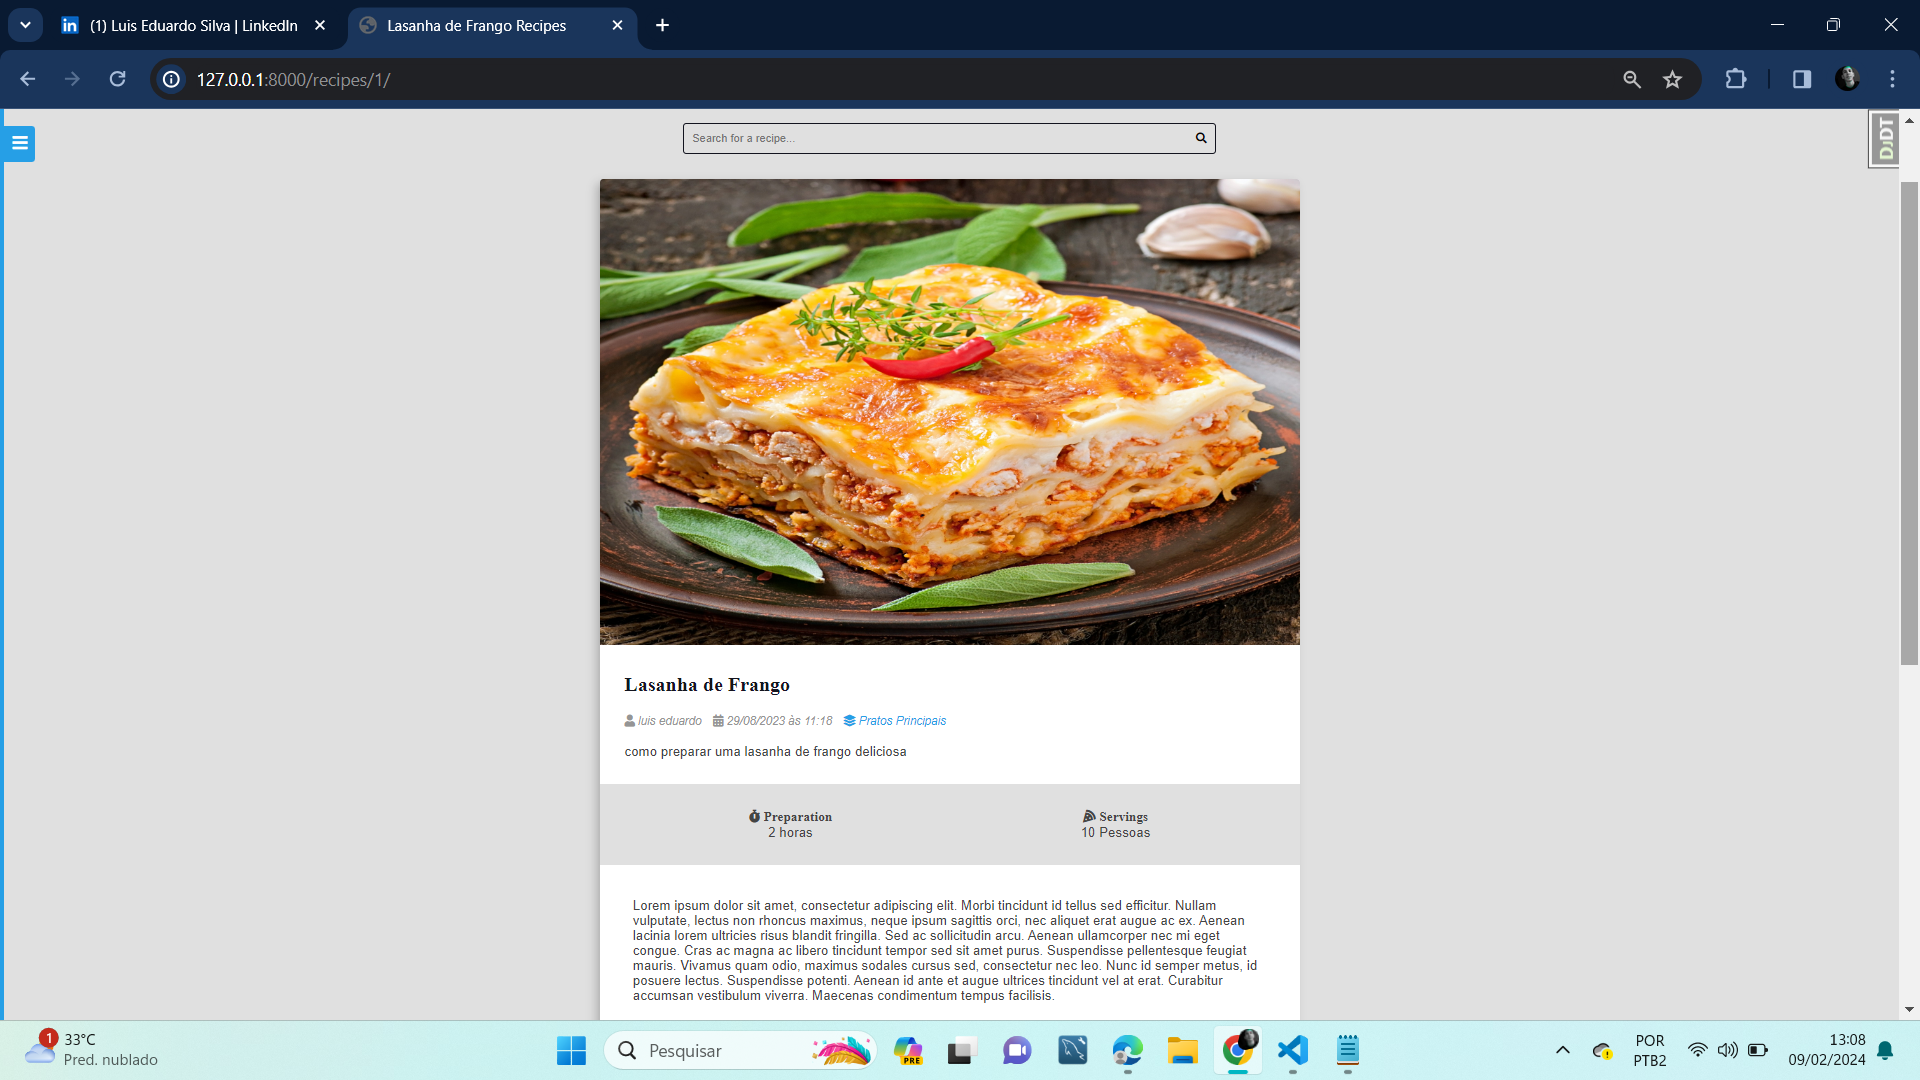 (1) Luis Eduardo Silva | LinkedIn
Lasanha de Frango Recipes
127.0.0.1:8000/recipes/1/
Search for a recipe...
DJDT
Lasanha de Frango
luis eduardo 29/08/2023 às 11:18 Pratos Principais
como preparar uma lasanha de frango deliciosa
Preparation
2 horas
Servings
10 Pessoas
Lorem ipsum dolor sit amet, consectetur adipiscing elit. Morbi tincidunt id tellus sed efficitur. Nullam
vulputate, lectus non rhoncus maximus, neque ipsum sagittis orci, nec aliquet erat augue ac ex. Aenean
lacinia lorem ultricies risus blandit fringilla. Sed ac sollicitudin arcu. Aenean ullamcorper nec mi eget
congue. Cras ac magna ac libero tincidunt tempor sed sit amet purus. Suspendisse pellentesque feugiat
mauris. Vivamus quam odio, maximus sodales cursus sed, consectetur nec leo. Nunc id semper metus, id
posuere lectus. Suspendisse potenti. Aenean id ante et augue ultrices tincidunt vel at erat. Curabitur
accumsan vestibulum viverra. Maecenas condimentum tempus facilisis.
1
33°C
Pred. nublado
Pesquisar
PRE
POR
PTB2
13:08
09/02/2024